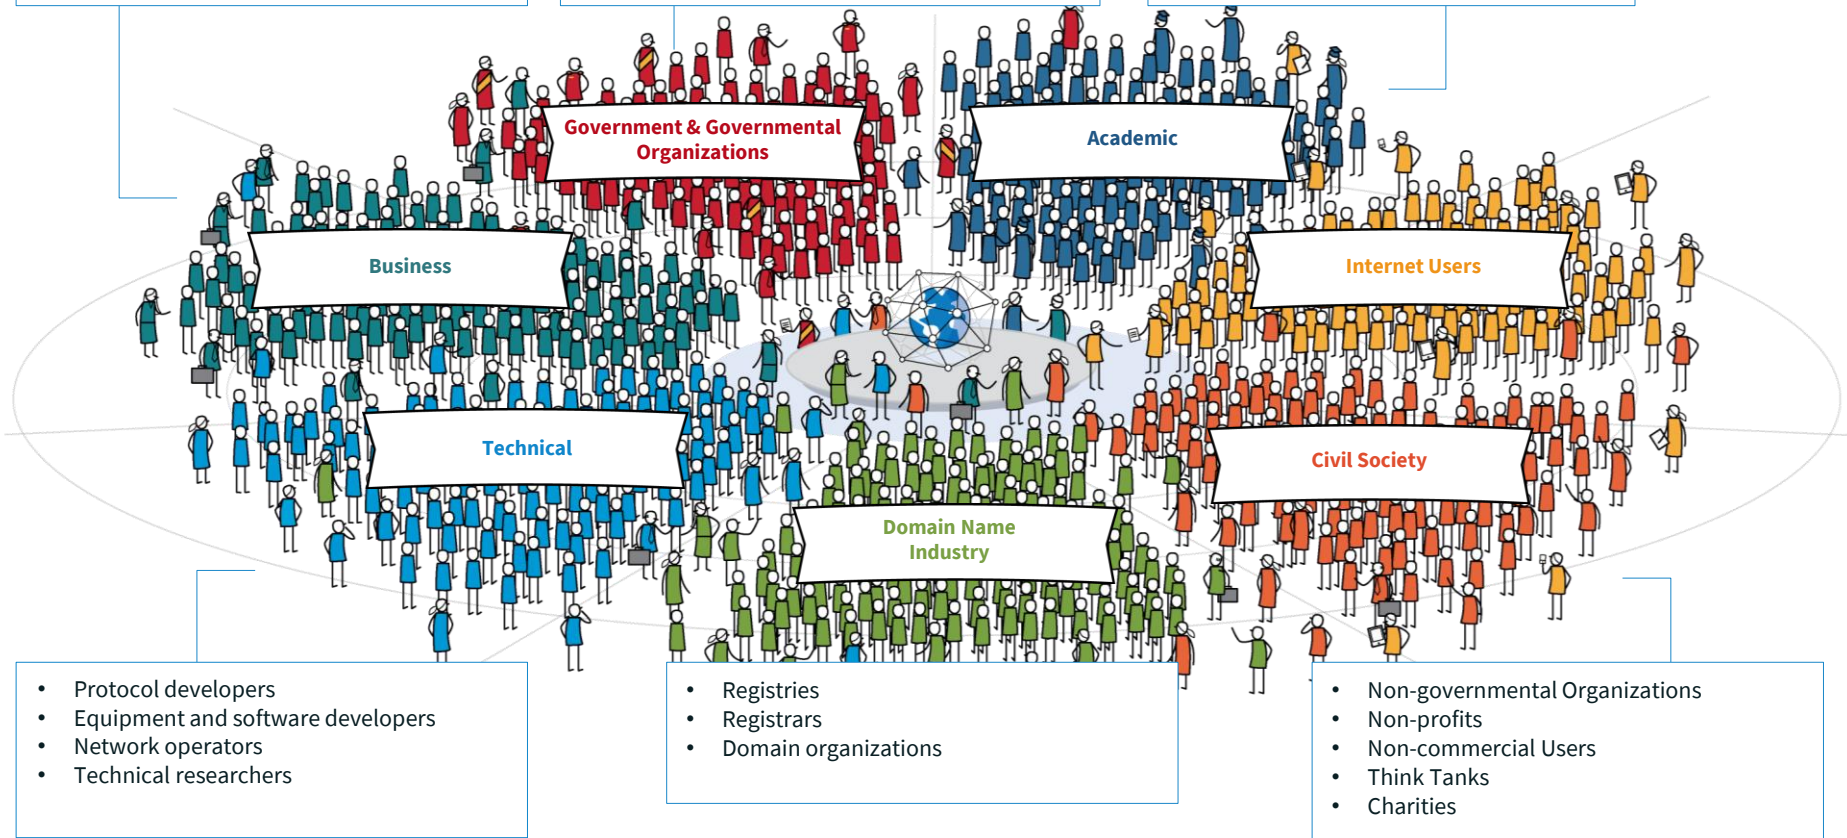 Government & Governmental
Organizations
Academic
Business
Internet Users
Technical
Civil Society
Domain Name
Industry
• Protocol developers
• Equipment and software developers
• Network operators
• Technical researchers
• Registries
• Registrars
• Domain organizations
• Non-governmental Organizations
• Non-profits
• Non-commercial Users
• Think Tanks
• Charities